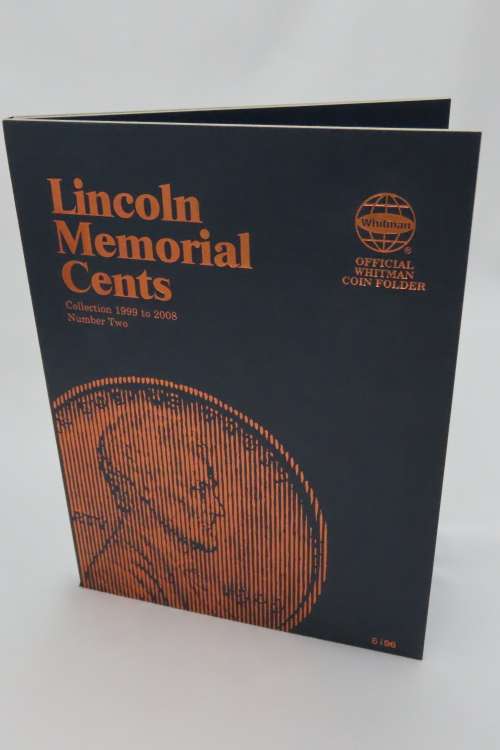 Lincoln
Memorial
Cents
Collection 1999 to 2008
Number Two
Whitman
®
OFFICIAL
WHITMAN
COIN FOLDER